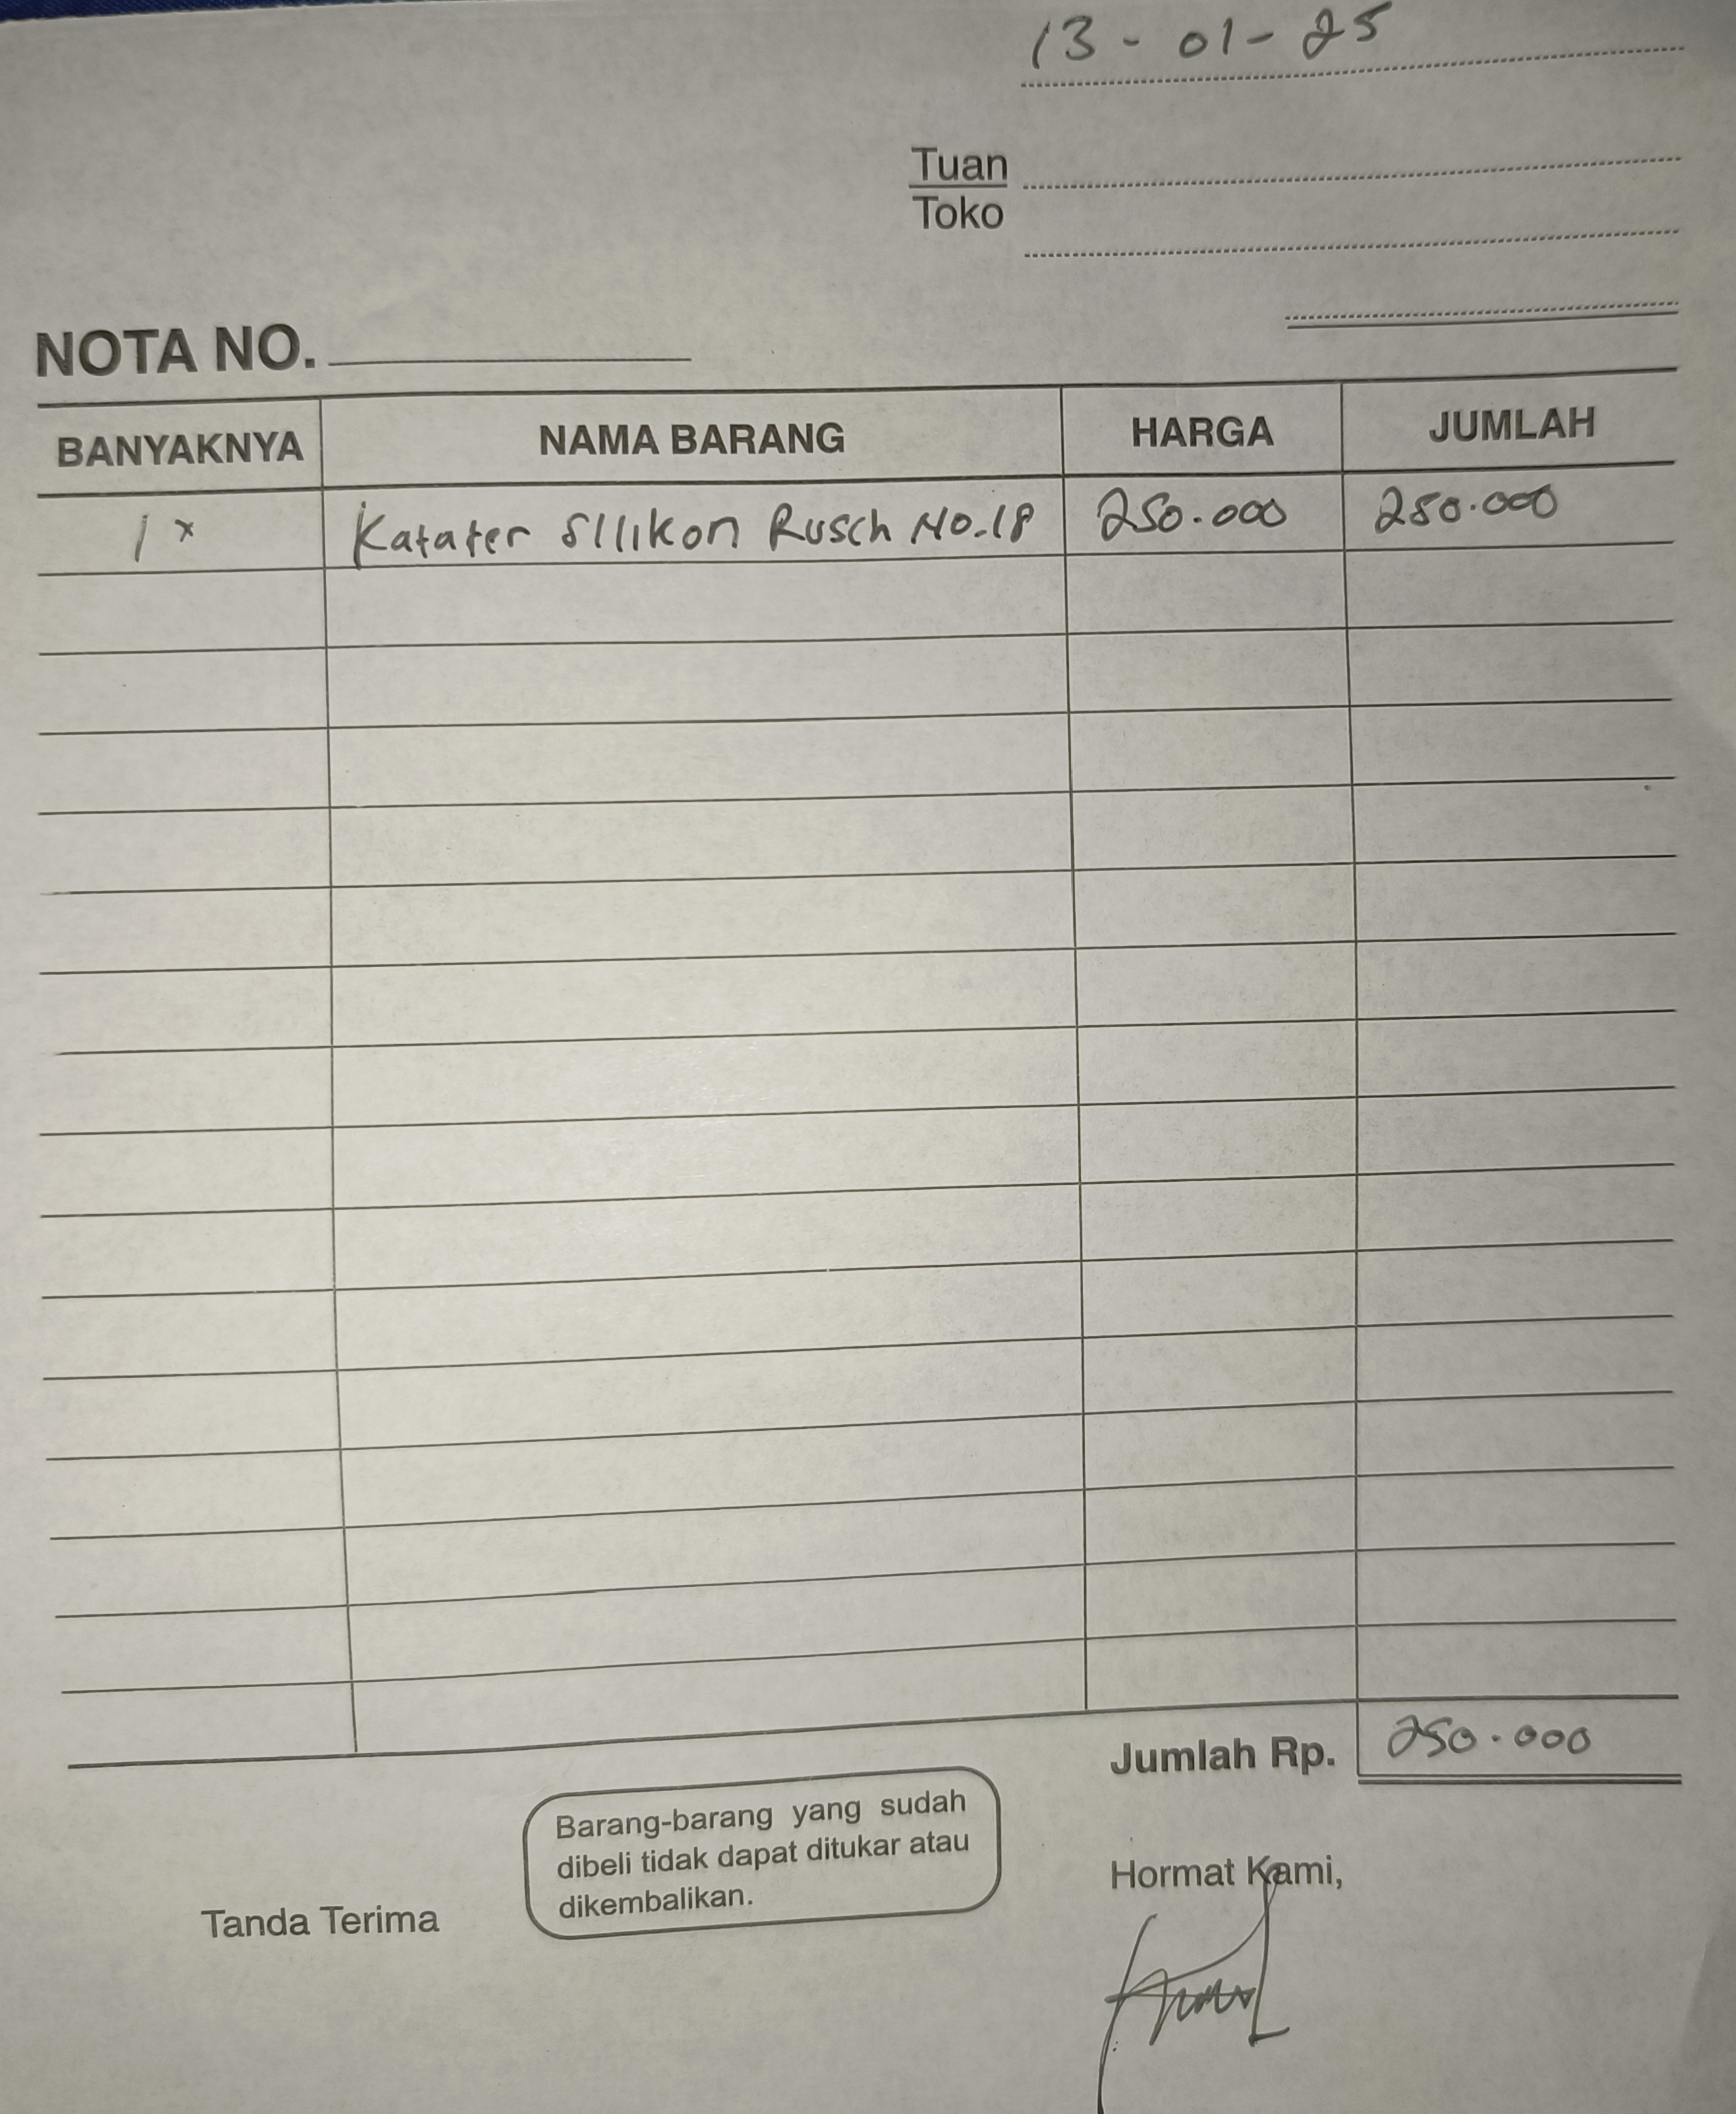 13-01-25
Tuan
Toko
NOTA NO.
BANYAKNYA NAMA BARANG HARGA JUMLAH
1x Katater Sllikon Rusch No.18 250.000 250.000
Jumlah Rp. 250.000
Barang-barang yang sudah
dibeli tidak dapat ditukar atau
dikembalikan.
Tanda Terima
Hormat Kami,